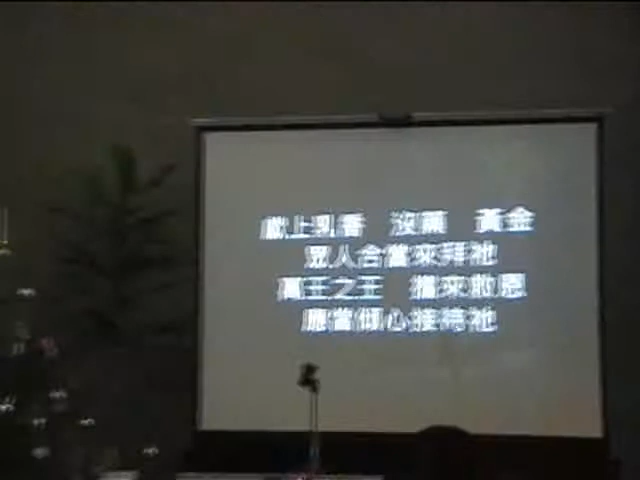 獻上乳香 沒藥 黃金
眾人合當來拜祂
萬王之王 攜來救恩
應當傾心接待祂